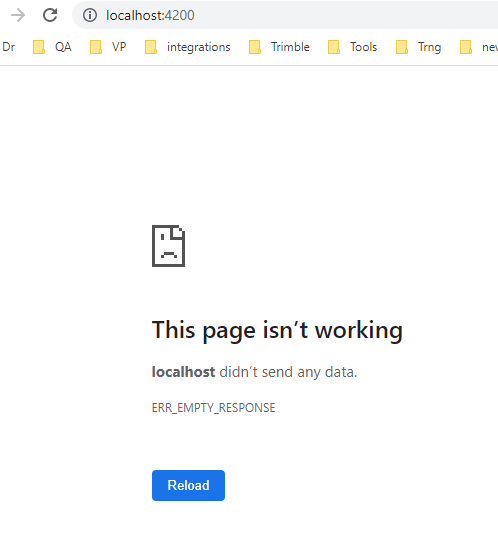 localhost:4200
Dr QA VP integrations Trimble Tools Trng nev
This page isn't working
localhost didn't send any data.
ERR_EMPTY_RESPONSE
Reload